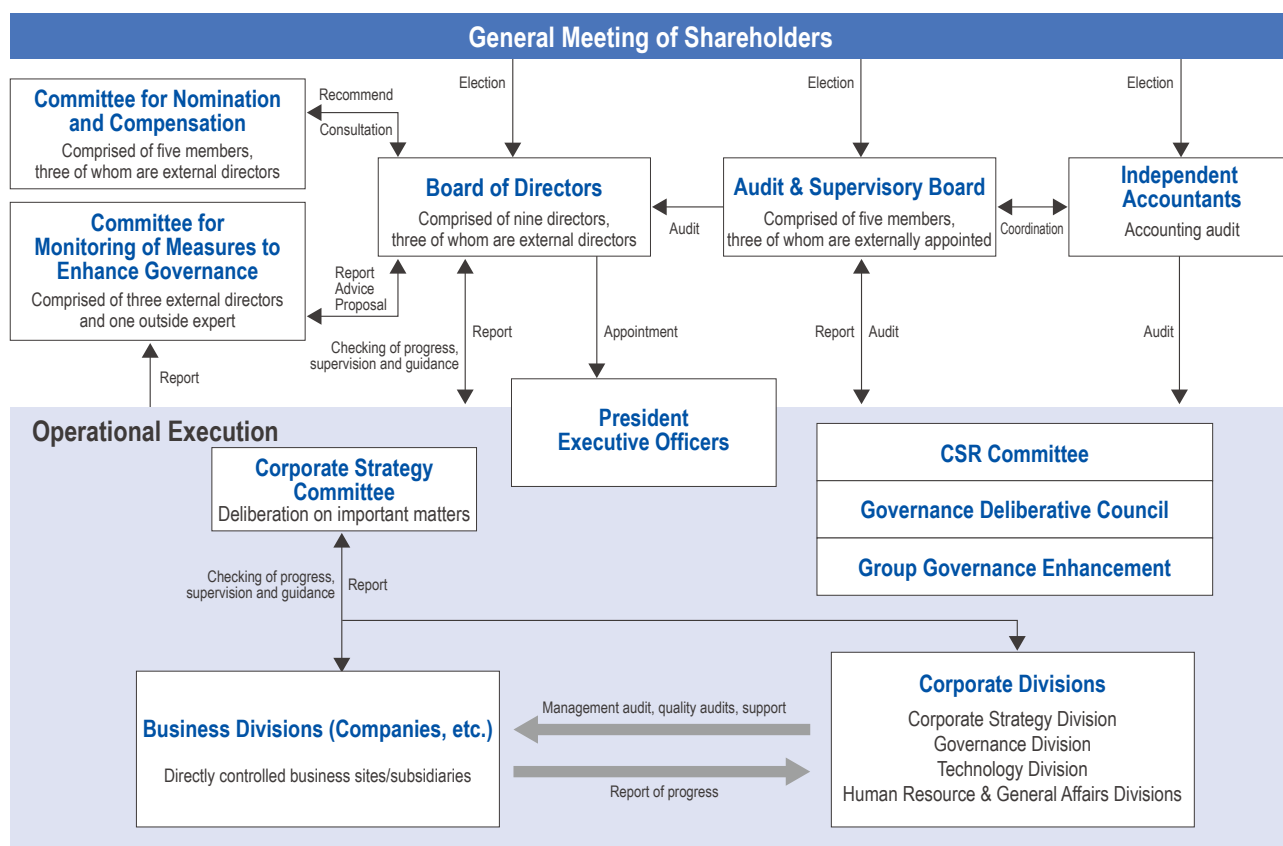 General Meeting of Shareholders
Election
Election
Election
Committee for Nomination
and Compensation
Comprised of five members,
three of whom are external directors
Recommend
Consultation
Board of Directors
Comprised of nine directors,
three of whom are external directors
Audit
Audit & Supervisory Board
Comprised of five members,
three of whom are externally appointed
Coordination
Independent
Accountants
Accounting audit
Committee for
Monitoring of Measures to
Enhance Governance
Comprised of three external directors
and one outside expert
Report
Advice
Proposal
Report
Checking of progress,
supervision and guidance
Report
Appointment
Report
Audit
Audit
President
Executive Officers
Operational Execution
Corporate Strategy
Committee
Deliberation on important matters
CSR Committee
Governance Deliberative Council
Group Governance Enhancement
Checking of progress,
supervision and guidance
Report
Business Divisions (Companies, etc.)
Directly controlled business sites/subsidiaries
Management audit, quality audits, support
Report of progress
Corporate Divisions
Corporate Strategy Division
Governance Division
Technology Division
Human Resource & General Affairs Divisions